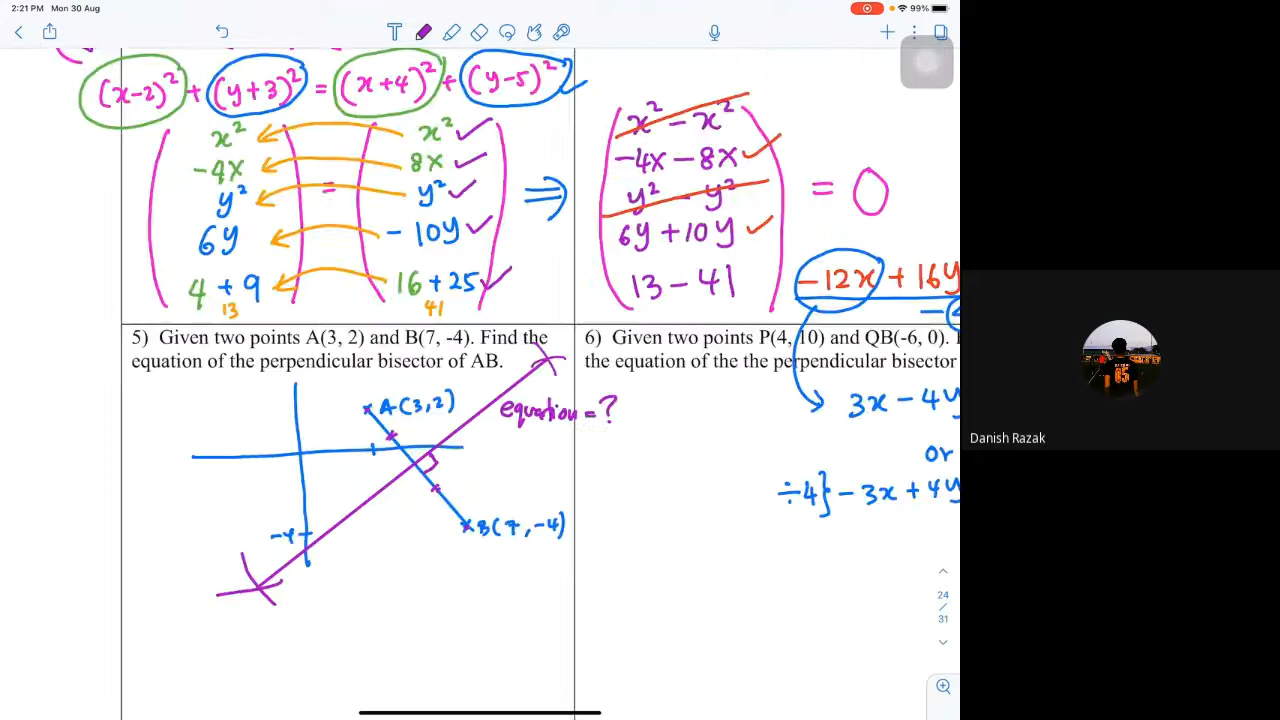 2:21 PM Mon 30 Aug
99%
(x-2)² + (y+3)² = (x+4)² + (y-5)²
x²
-4x
y²
6y
4 + 9
13
=
x²
8x
y²
- 10y
16 + 25
41
⇒
x² - x²
-4x - 8x
y² - y²
6y + 10y
13 - 41
= 0
-12x + 16y
-
5) Given two points A(3, 2) and B(7, -4). Find the
equation of the perpendicular bisector of AB.
A(3,2)
equation = ?
B(7, -4)
-4
6) Given two points P(4, 10) and QB(-6, 0).
the equation of the the perpendicular bisector
3x - 4y
or
÷4} - 3x + 4y
24
/
31
Danish Razak
85